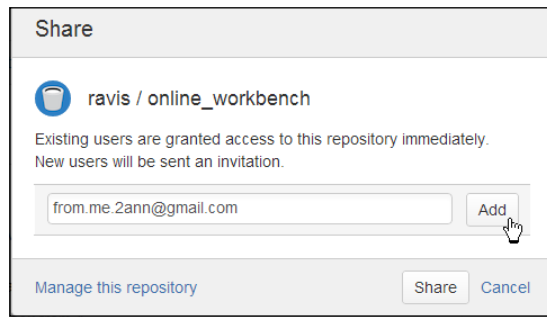 Share
ravis / online_workbench
Existing users are granted access to this repository immediately.
New users will be sent an invitation.
from.me.2ann@gmail.com
Add
Manage this repository
Share
Cancel